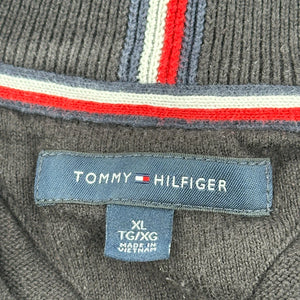 TOMMY HILFIGER
XL
TG/XG
MADE IN
VIETNAM